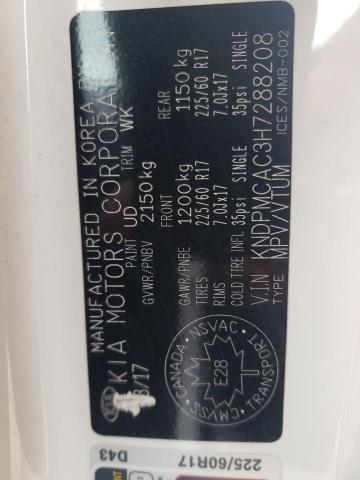 MANUFACTURED IN KOREA BY
KIA MOTORS CORPORA
/17
PAINT UD TRIM WK
GVWR/PNBV 2150kg
FRONT REAR
GAWR/PNBE 1200kg 1150kg
TIRES 225/60 R17 225/60 R17
RIMS 7.0Jx17 7.0Jx17
COLD TIRE INFL 35psi SINGLE 35psi SINGLE
V.I.N KNDPMCAC3H7288208
TYPE MPV/VTUM
ICES/NMB-002
CANADA
NSVAC
TRANSPORT
CMVSS
E28
225/60R17
D43